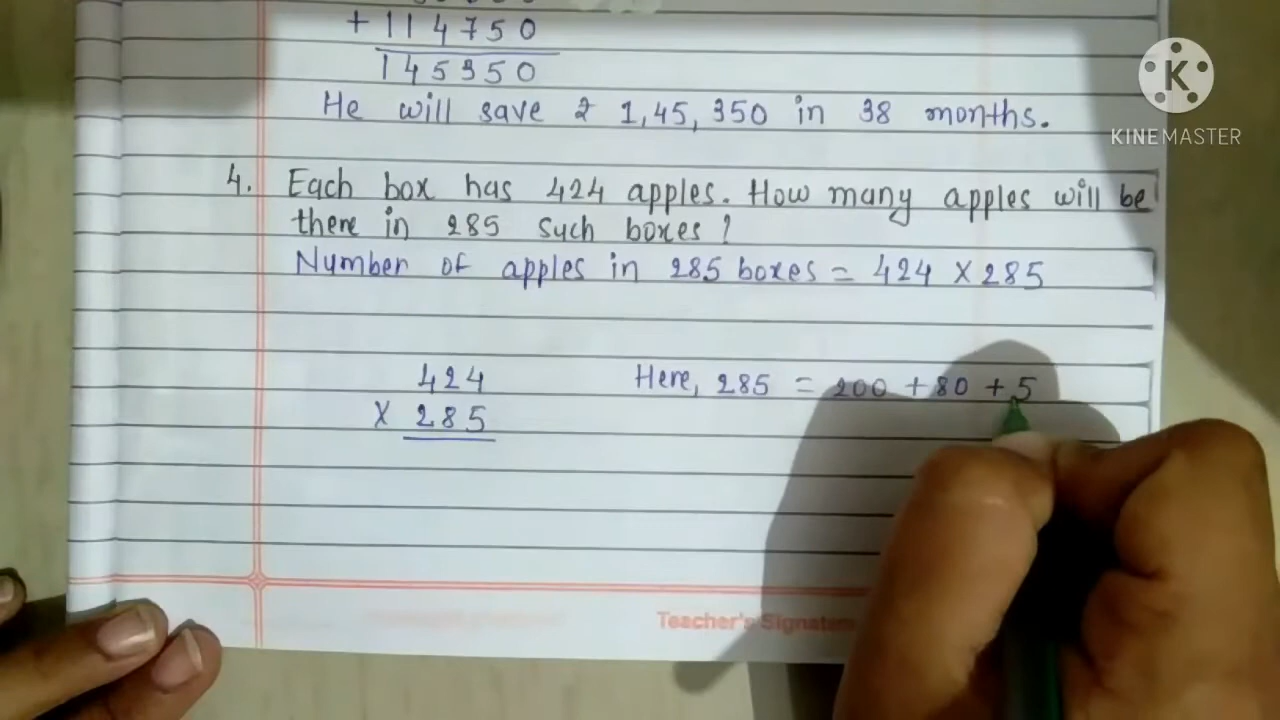 +114750
145350
He will save ₹ 1,45,350 in 38 months.
4. Each box has 424 apples. How many apples will be
there in 285 such boxes?
Number of apples in 285 boxes = 424 × 285
424 Here, 285 = 200 + 80 + 5
× 285
Teacher's
KINEMASTER